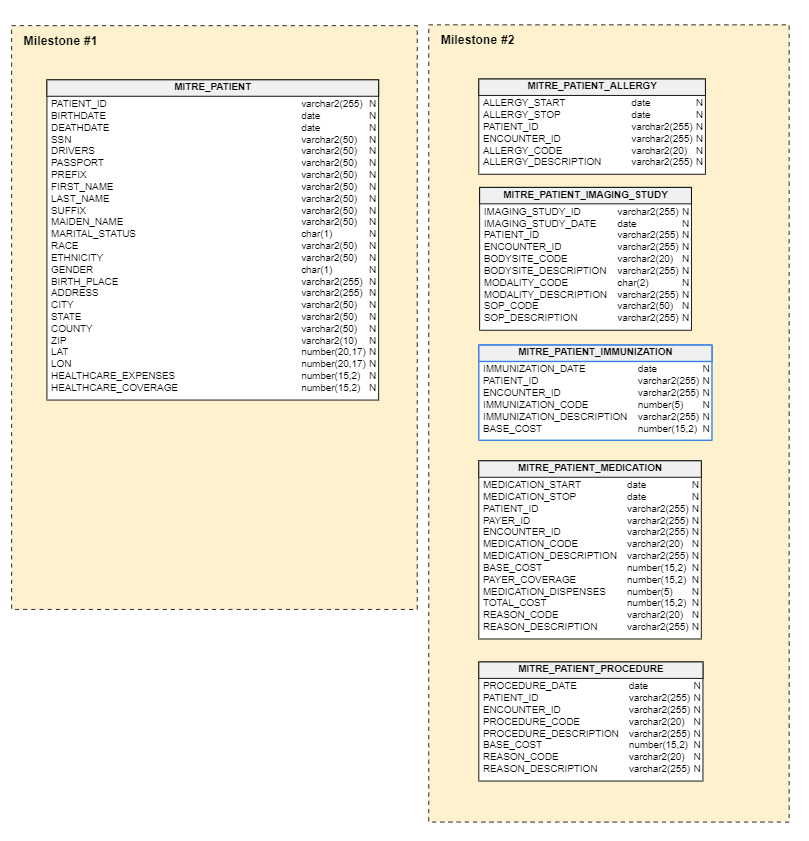 Milestone #1
MITRE_PATIENT
PATIENT_ID varchar2(255) N
BIRTHDATE date N
DEATHDATE date N
SSN varchar2(50) N
DRIVERS varchar2(50) N
PASSPORT varchar2(50) N
PREFIX varchar2(50) N
FIRST_NAME varchar2(50) N
LAST_NAME varchar2(50) N
SUFFIX varchar2(50) N
MAIDEN_NAME varchar2(50) N
MARITAL_STATUS char(1) N
RACE varchar2(50) N
ETHNICITY varchar2(50) N
GENDER char(1) N
BIRTH_PLACE varchar2(255) N
ADDRESS varchar2(255) N
CITY varchar2(50) N
STATE varchar2(50) N
COUNTY varchar2(50) N
ZIP varchar2(10) N
LAT number(20,17) N
LON number(20,17) N
HEALTHCARE_EXPENSES number(15,2) N
HEALTHCARE_COVERAGE number(15,2) N
Milestone #2
MITRE_PATIENT_ALLERGY
ALLERGY_START date N
ALLERGY_STOP date N
PATIENT_ID varchar2(255) N
ENCOUNTER_ID varchar2(255) N
ALLERGY_CODE varchar2(20) N
ALLERGY_DESCRIPTION varchar2(255) N
MITRE_PATIENT_IMAGING_STUDY
IMAGING_STUDY_ID varchar2(255) N
IMAGING_STUDY_DATE date N
PATIENT_ID varchar2(255) N
ENCOUNTER_ID varchar2(255) N
BODYSITE_CODE varchar2(20) N
BODYSITE_DESCRIPTION varchar2(255) N
MODALITY_CODE char(2) N
MODALITY_DESCRIPTION varchar2(255) N
SOP_CODE varchar2(50) N
SOP_DESCRIPTION varchar2(255) N
MITRE_PATIENT_IMMUNIZATION
IMMUNIZATION_DATE date N
PATIENT_ID varchar2(255) N
ENCOUNTER_ID varchar2(255) N
IMMUNIZATION_CODE number(5) N
IMMUNIZATION_DESCRIPTION varchar2(255) N
BASE_COST number(15,2) N
MITRE_PATIENT_MEDICATION
MEDICATION_START date N
MEDICATION_STOP date N
PATIENT_ID varchar2(255) N
PAYER_ID varchar2(255) N
ENCOUNTER_ID varchar2(255) N
MEDICATION_CODE varchar2(20) N
MEDICATION_DESCRIPTION varchar2(255) N
BASE_COST number(15,2) N
PAYER_COVERAGE number(15,2) N
MEDICATION_DISPENSES number(5) N
TOTAL_COST number(15,2) N
REASON_CODE varchar2(20) N
REASON_DESCRIPTION varchar2(255) N
MITRE_PATIENT_PROCEDURE
PROCEDURE_DATE date N
PATIENT_ID varchar2(255) N
ENCOUNTER_ID varchar2(255) N
PROCEDURE_CODE varchar2(20) N
PROCEDURE_DESCRIPTION varchar2(255) N
BASE_COST number(15,2) N
REASON_CODE varchar2(20) N
REASON_DESCRIPTION varchar2(255) N